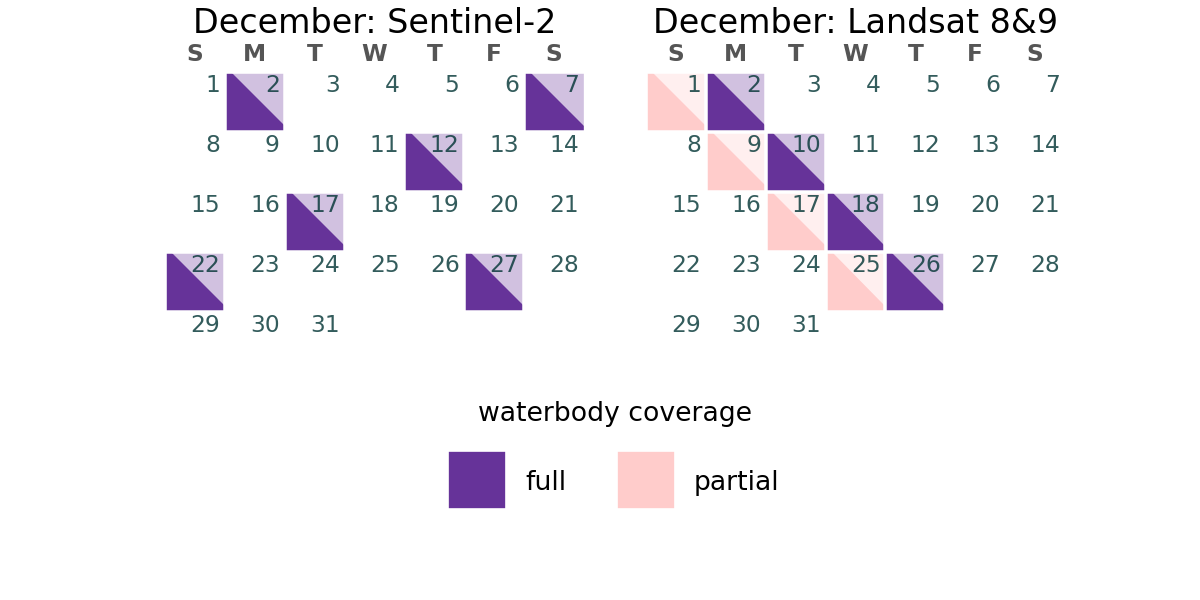 December: Sentinel-2
S M T W T F S
1 2 3 4 5 6 7
8 9 10 11 12 13 14
15 16 17 18 19 20 21
22 23 24 25 26 27 28
29 30 31
December: Landsat 8&9
S M T W T F S
1 2 3 4 5 6 7
8 9 10 11 12 13 14
15 16 17 18 19 20 21
22 23 24 25 26 27 28
29 30 31
waterbody coverage
full partial